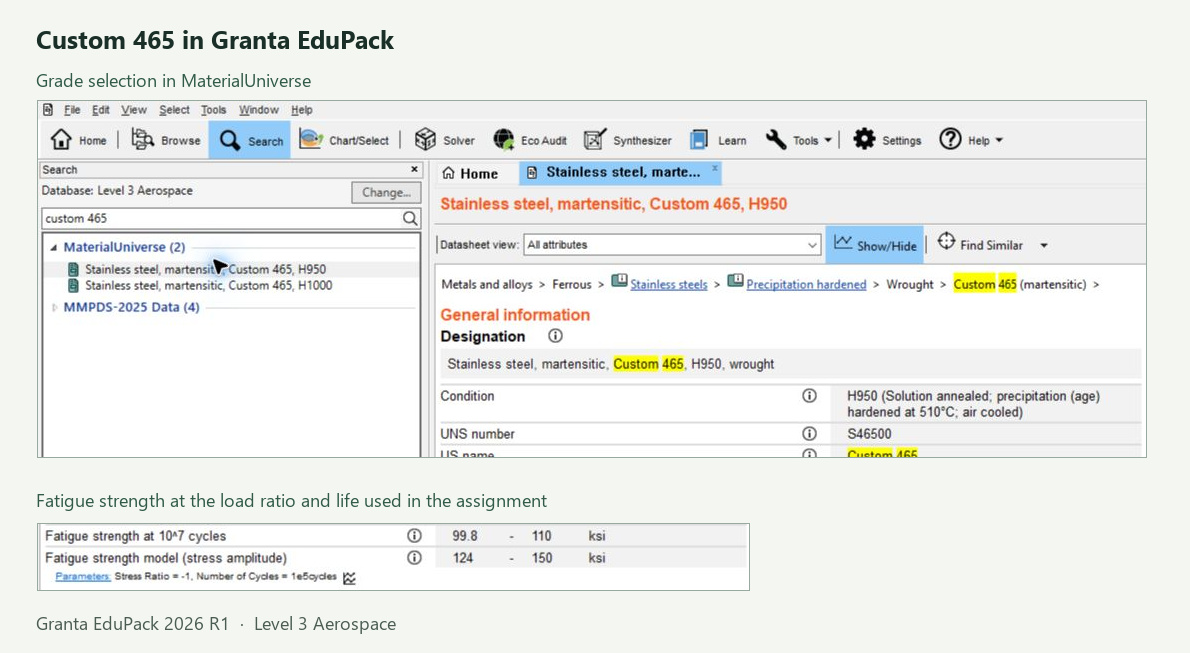 Custom 465 in Granta EduPack
Grade selection in MaterialUniverse
File Edit View Select Tools Window Help
Home Browse Search Chart/Select Solver Eco Audit Synthesizer Learn Tools Settings Help
Search
Database: Level 3 Aerospace Change...
custom 465
MaterialUniverse (2)
Stainless steel, martensitic, Custom 465, H950
Stainless steel, martensitic, Custom 465, H1000
MMPDS-2025 Data (4)
Home Stainless steel, marte...
Stainless steel, martensitic, Custom 465, H950
Datasheet view: All attributes Show/Hide Find Similar
Metals and alloys > Ferrous > Stainless steels > Precipitation hardened > Wrought > Custom 465 (martensitic) >
General information
Designation
Stainless steel, martensitic, Custom 465, H950, wrought
Condition H950 (Solution annealed; precipitation (age)
hardened at 510°C; air cooled)
UNS number S46500
US name Custom 465
Fatigue strength at the load ratio and life used in the assignment
Fatigue strength at 10^7 cycles 99.8 - 110 ksi
Fatigue strength model (stress amplitude) 124 - 150 ksi
Parameters: Stress Ratio = -1, Number of Cycles = 1e5cycles
Granta EduPack 2026 R1 · Level 3 Aerospace